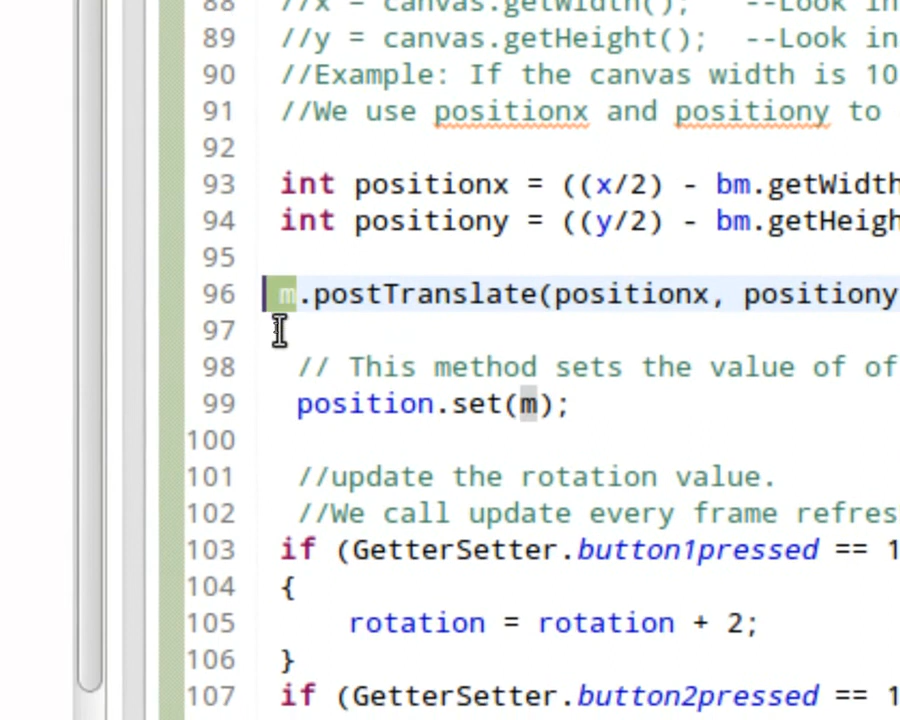 88 //x = canvas.getWidth(); --Look in
89 //y = canvas.getHeight(); --Look in
90 //Example: If the canvas width is 10
91 //We use positionx and positiony to
92
93 int positionx = ((x/2) - bm.getWidth
94 int positiony = ((y/2) - bm.getHeigh
95
96 m.postTranslate(positionx, positiony
97
98 // This method sets the value of of
99 position.set(m);
100
101 //update the rotation value.
102 //We call update every frame refres
103 if (GetterSetter.button1pressed == 1
104 {
105 rotation = rotation + 2;
106 }
107 if (GetterSetter.button2pressed == 1